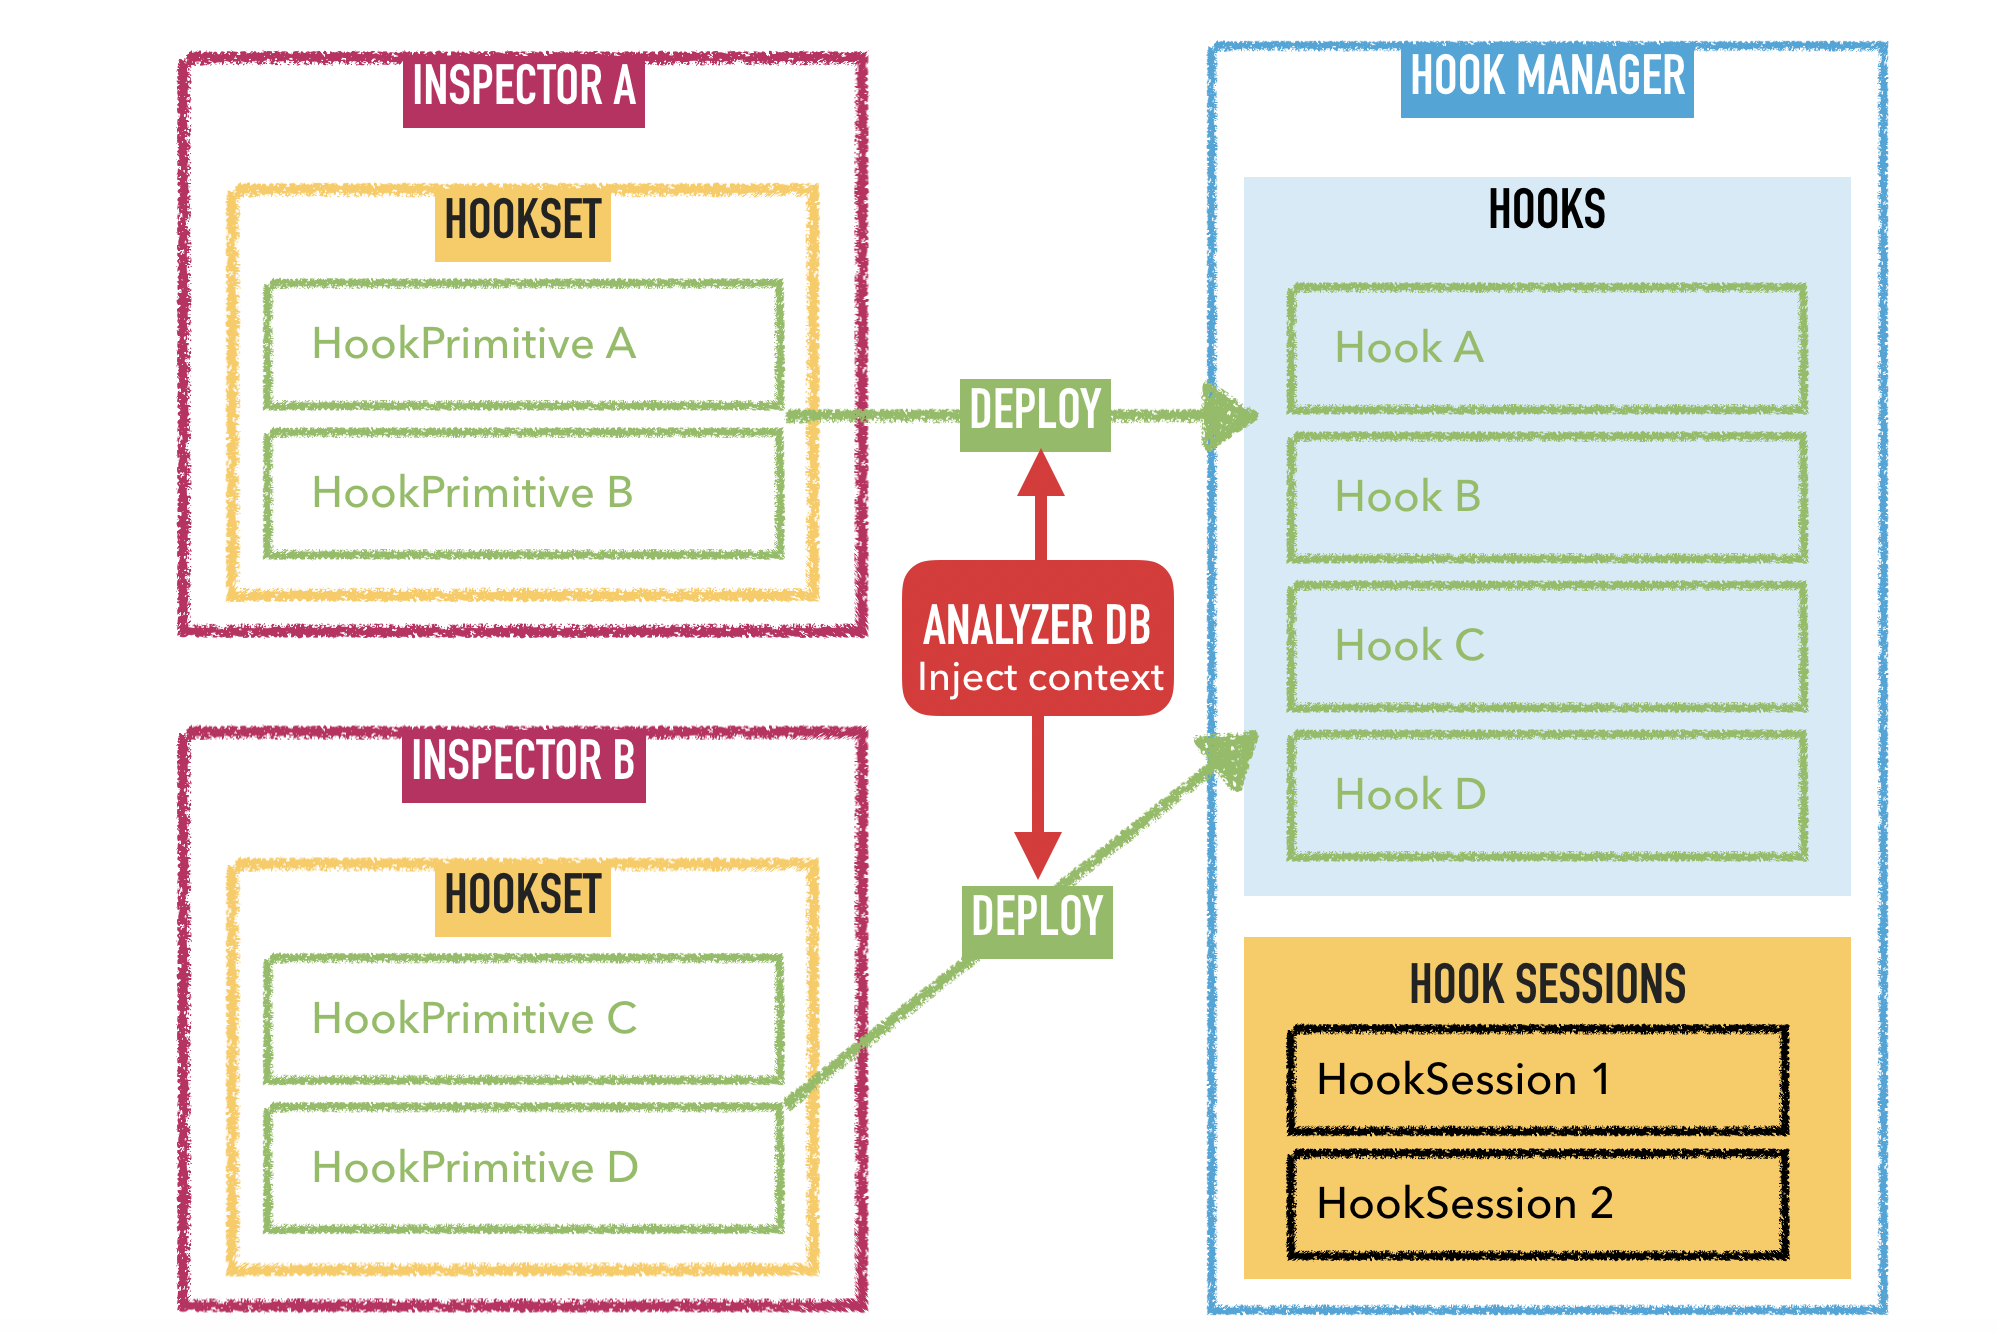 INSPECTOR A
HOOKSET
HookPrimitive A
HookPrimitive B
INSPECTOR B
HOOKSET
HookPrimitive C
HookPrimitive D
DEPLOY
ANALYZER DB
Inject context
DEPLOY
HOOK MANAGER
HOOKS
Hook A
Hook B
Hook C
Hook D
HOOK SESSIONS
HookSession 1
HookSession 2